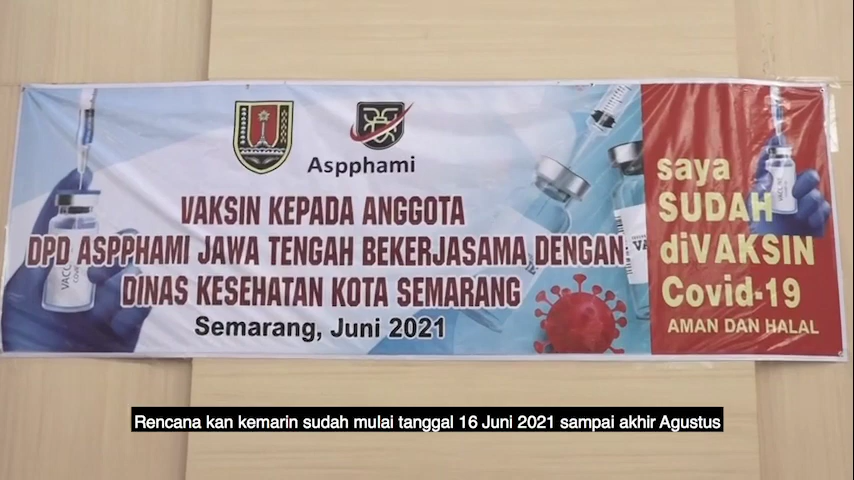 Aspphami
VAKSIN KEPADA ANGGOTA
DPD ASPPHAMI JAWA TENGAH BEKERJASAMA DENGAN
DINAS KESEHATAN KOTA SEMARANG
Semarang, Juni 2021
saya
SUDAH
diVAKSIN
Covid-19
AMAN DAN HALAL
Rencana kan kemarin sudah mulai tanggal 16 Juni 2021 sampai akhir Agustus